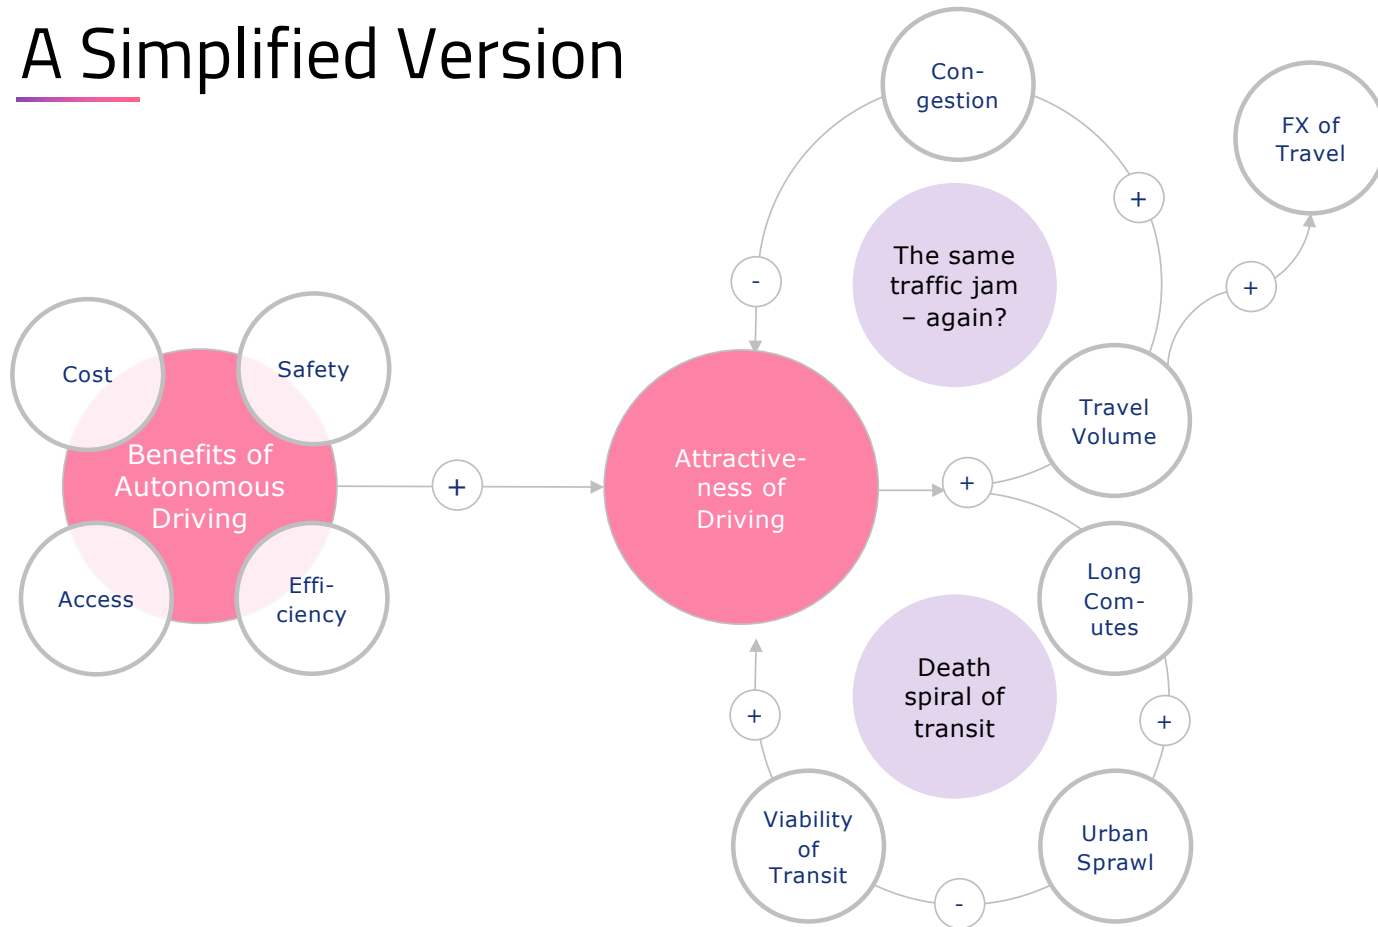 A Simplified Version
Con-
gestion
FX of
Travel
+
The same
traffic jam
– again?
-
+
Cost
Safety
Benefits of
Autonomous
Driving
Access
Effi-
ciency
+
Attractive-
ness of
Driving
+
Travel
Volume
Long
Com-
utes
Death
spiral of
transit
+
+
Viability
of
Transit
Urban
Sprawl
-